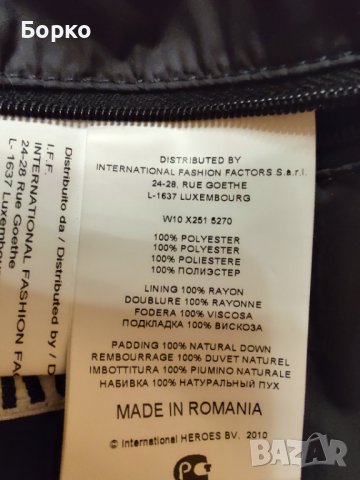 Борко
DISTRIBUTED BY
INTERNATIONAL FASHION FACTORS S.a.r.l.
24-28, RUE GOETHE
L-1637 LUXEMBOURG
W10 X251 5270
100% POLYESTER
100% POLYESTER
100% POLIESTERE
100% ПОЛИЭСТЕР
LINING 100% RAYON
DOUBLURE 100% RAYONNE
FODERA 100% VISCOSA
ПОДКЛАДКА 100% ВИСКОЗА
PADDING 100% NATURAL DOWN
REMBOURRAGE 100% DUVET NATUREL
IMBOTTITURA 100% PIUMINO NATURALE
НАБИВКА 100% НАТУРАЛЬНЫЙ ПУХ
MADE IN ROMANIA
© International HEROES BV. 2010
Distribuito da / Distributed by /
I.F.F.
INTERNATIONAL FASHION
24-28 Rue Goethe
L- 1637 Luxembourg
BAZAR